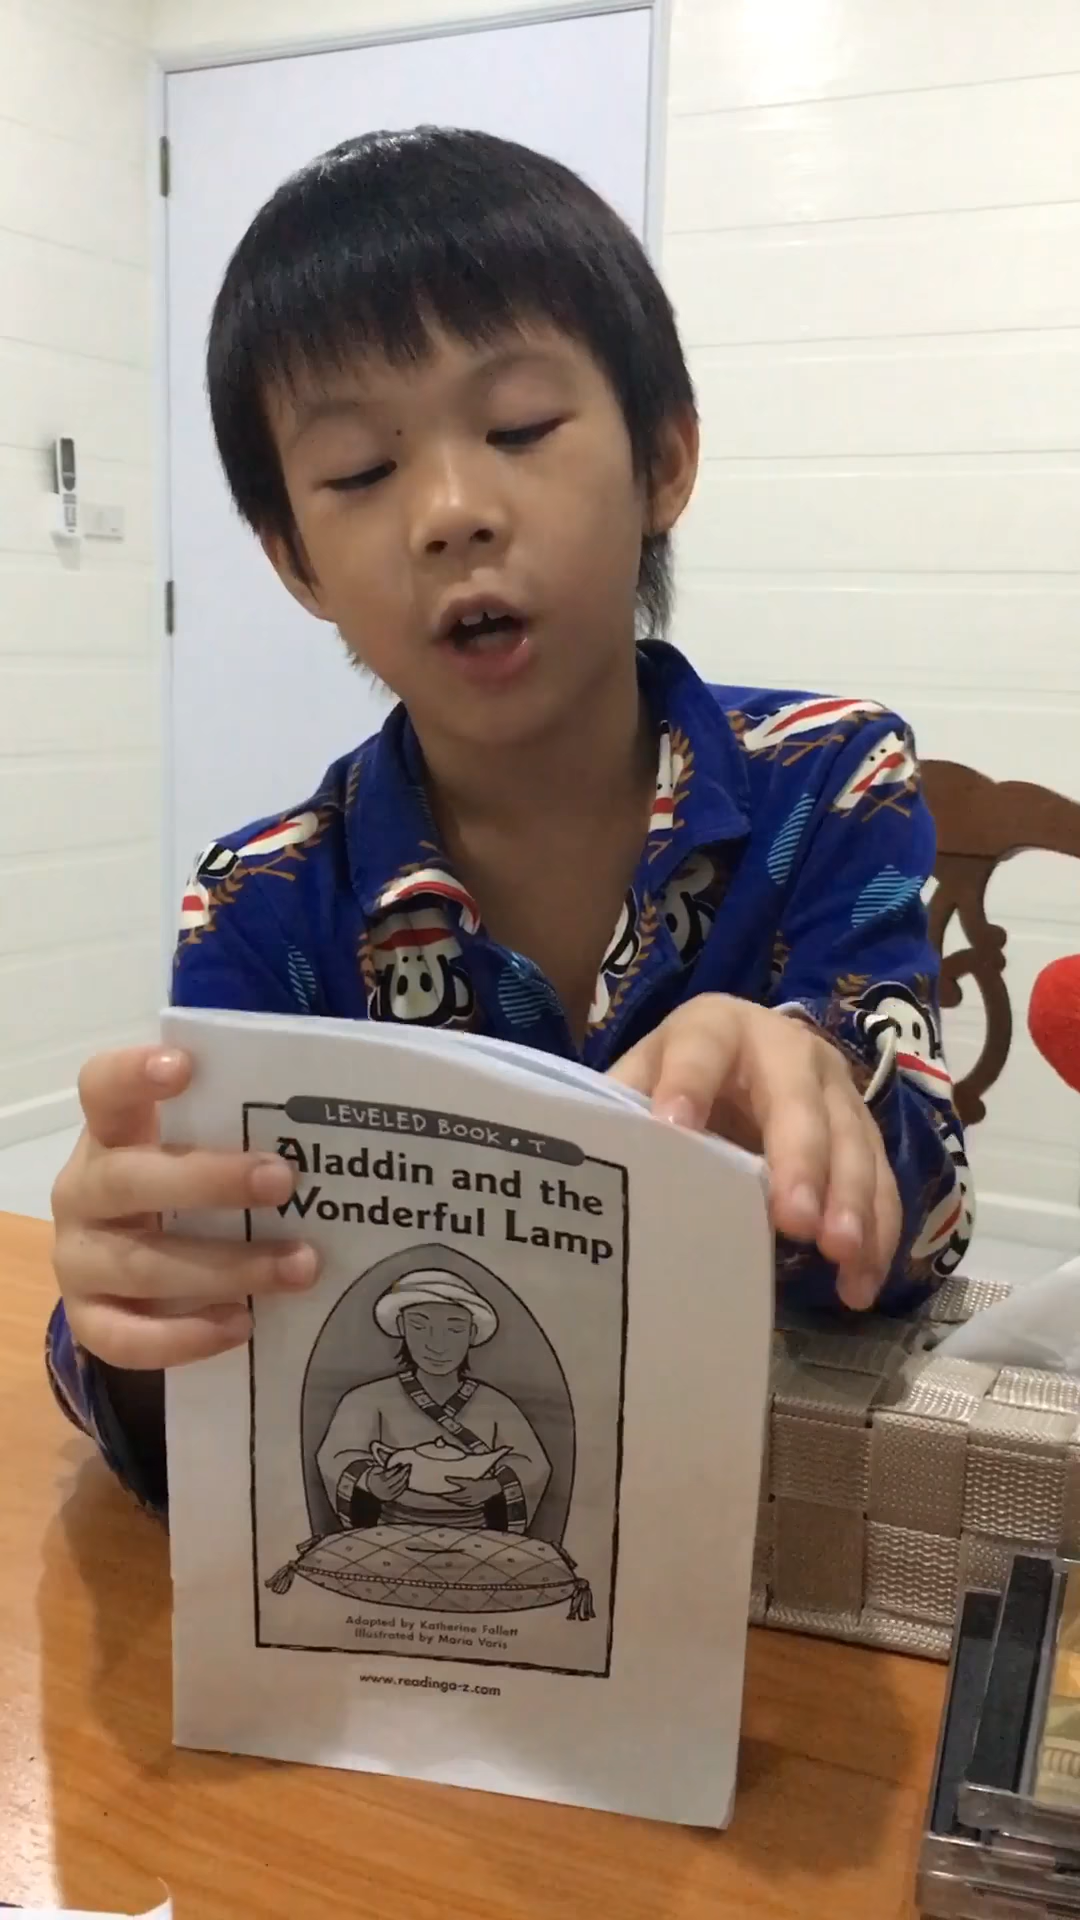 LEVELED BOOK • T
Aladdin and the
Wonderful Lamp
Adapted by Katherine Follett
Illustrated by Maria Voris
www.readinga-z.com